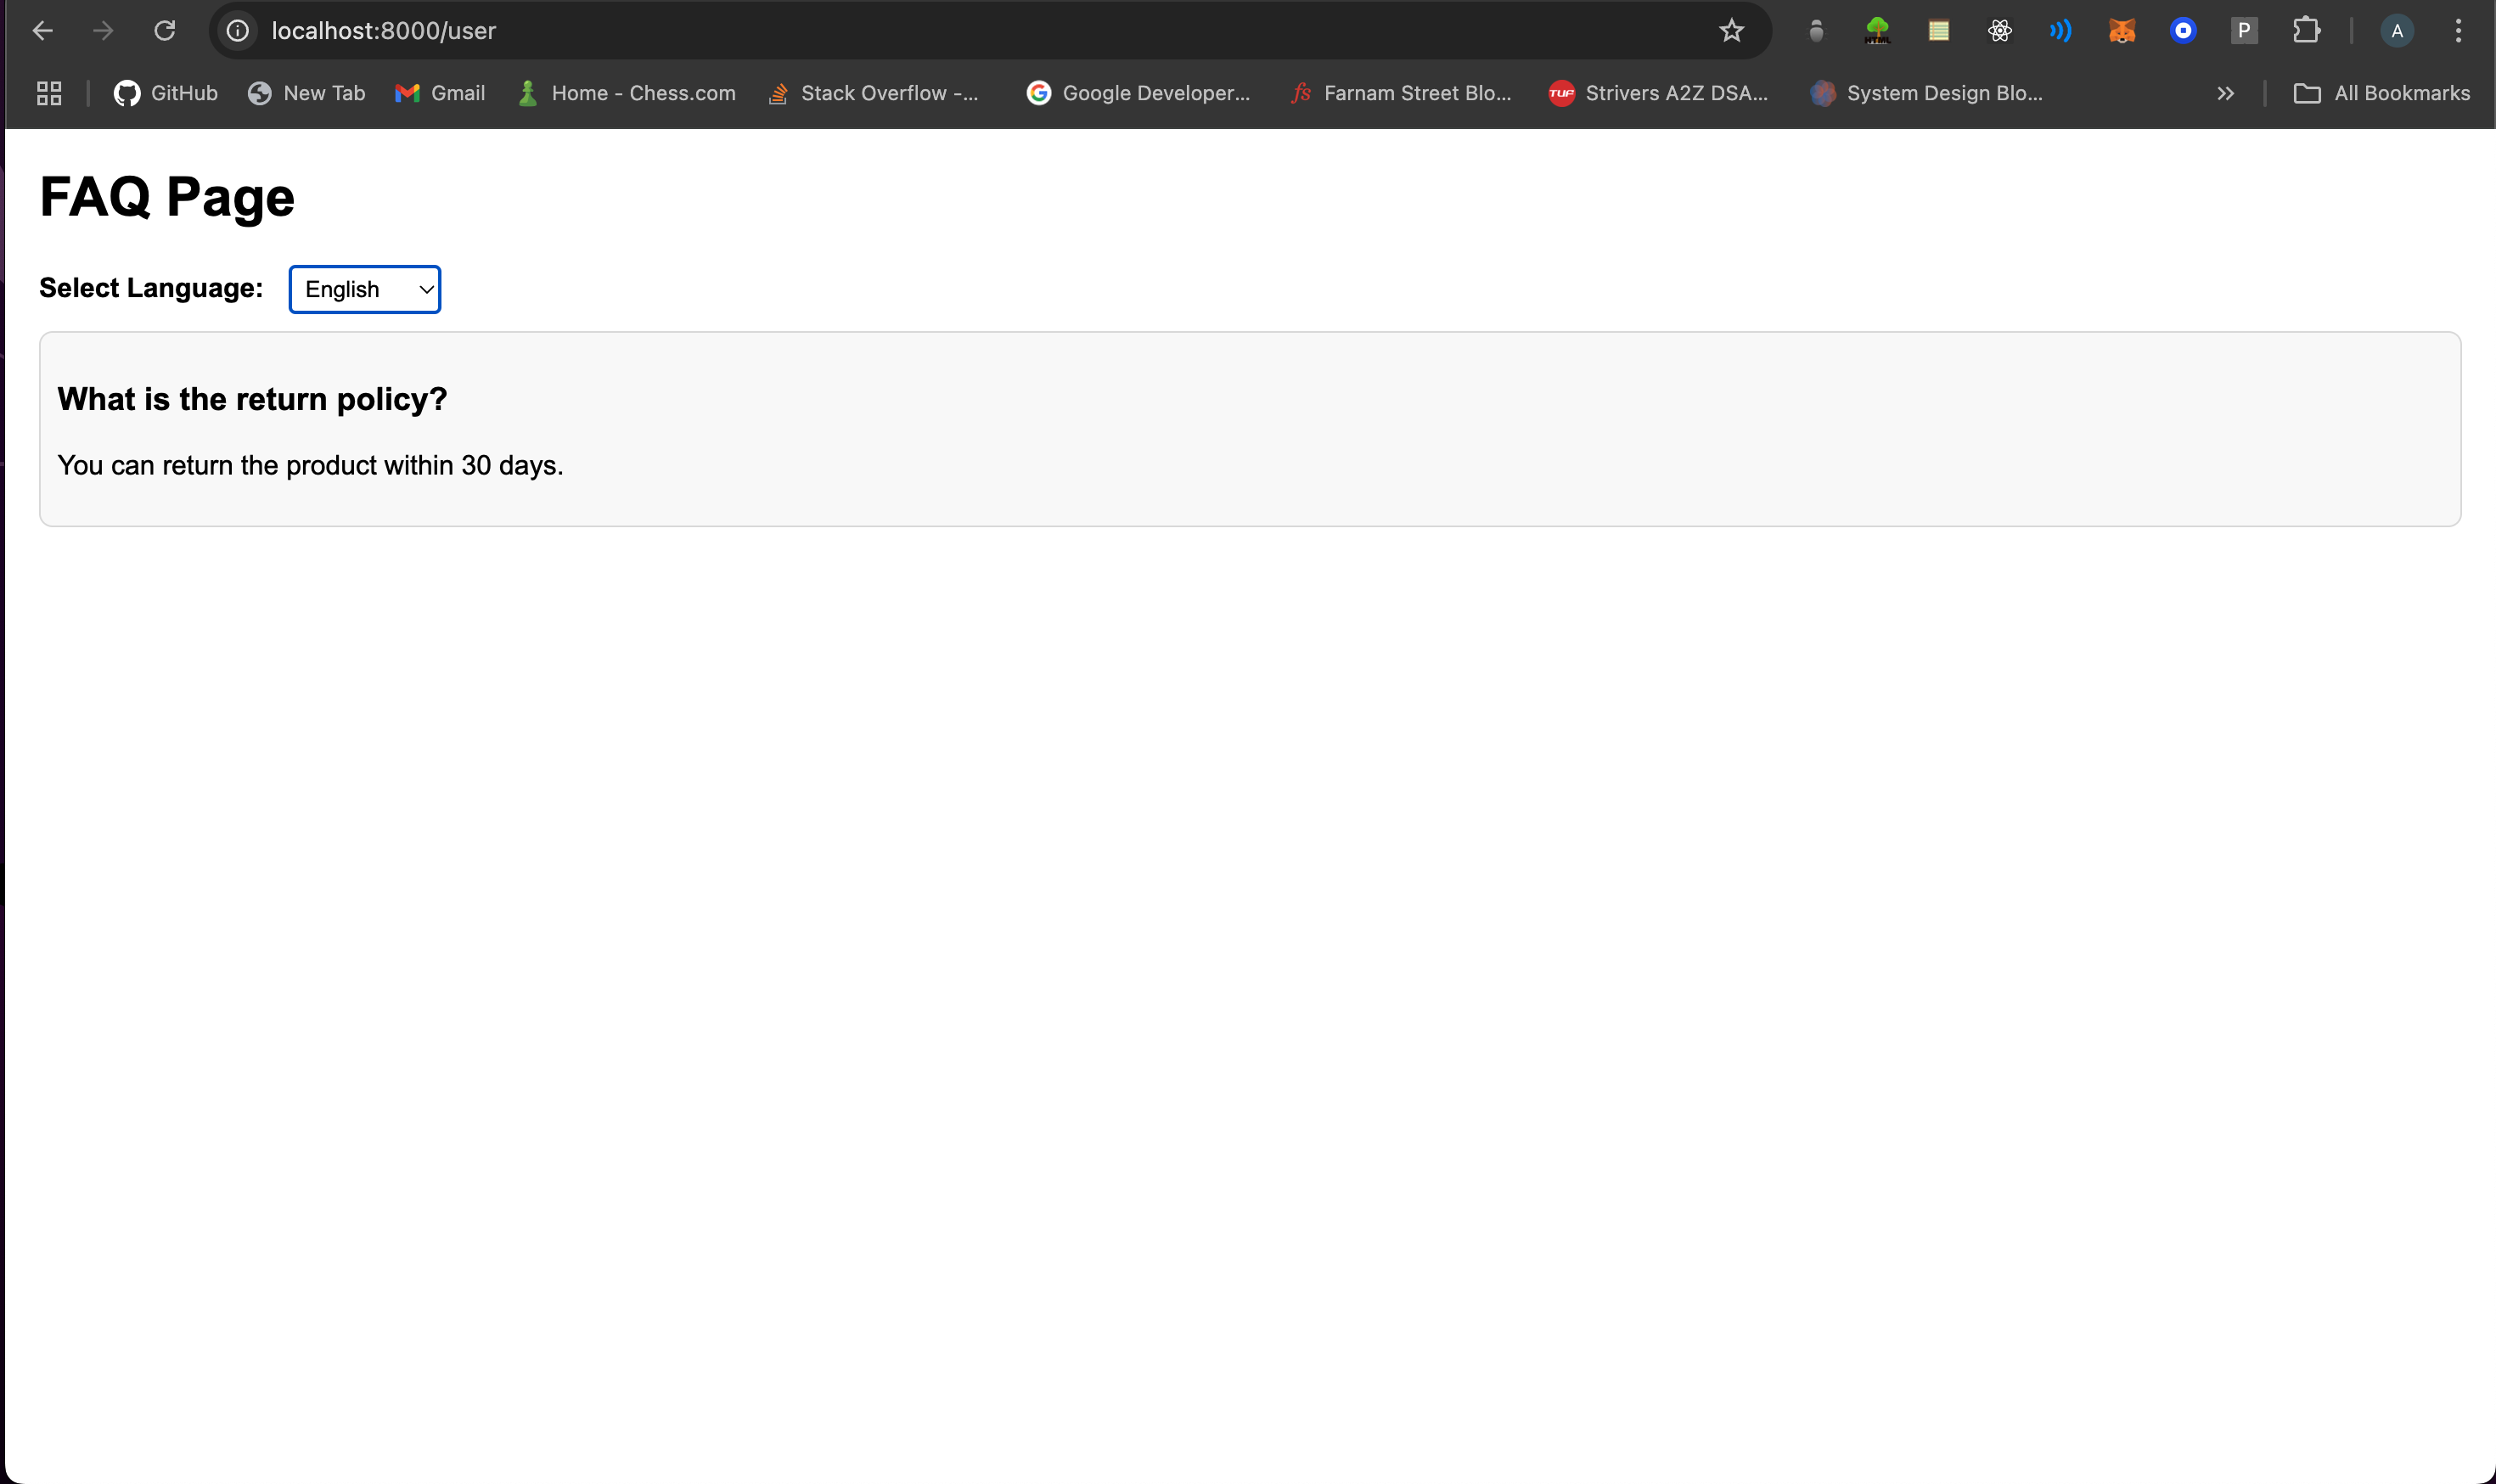 localhost:8000/user
P
A
GitHub
New Tab
Gmail
Home - Chess.com
Stack Overflow -...
Google Developer...
fs Farnam Street Blo...
TUF Strivers A2Z DSA...
System Design Blo...
All Bookmarks
FAQ Page
Select Language: English
What is the return policy?
You can return the product within 30 days.